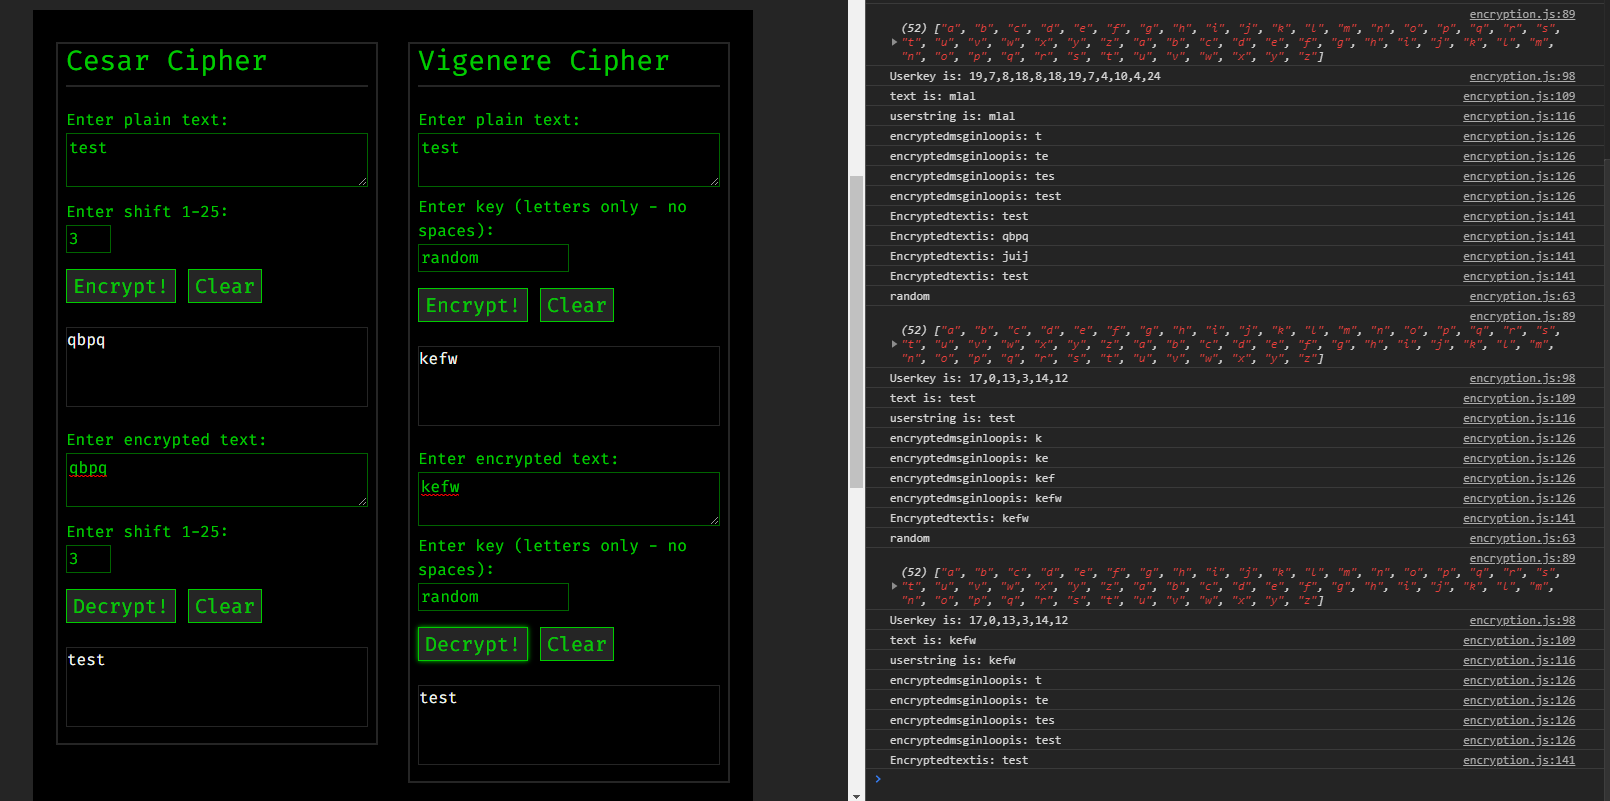 Cesar Cipher
Enter plain text:
test
Enter shift 1-25:
3
Encrypt! Clear
qbpq
Enter encrypted text:
qbpq
Enter shift 1-25:
3
Decrypt! Clear
test
Vigenere Cipher
Enter plain text:
test
Enter key (letters only - no
spaces):
random
Encrypt! Clear
kefw
Enter encrypted text:
kefw
Enter key (letters only - no
spaces):
random
Decrypt! Clear
test
encryption.js:89
(52) ["a", "b", "c", "d", "e", "f", "g", "h", "i", "j", "k", "l", "m", "n", "o", "p", "q", "r", "s",
"t", "u", "v", "w", "x", "y", "z", "a", "b", "c", "d", "e", "f", "g", "h", "i", "j", "k", "l", "m",
"n", "o", "p", "q", "r", "s", "t", "u", "v", "w", "x", "y", "z"]
Userkey is: 19,7,8,18,8,18,19,7,4,10,4,24 encryption.js:98
text is: mlal encryption.js:109
userstring is: mlal encryption.js:116
encryptedmsginloopis: t encryption.js:126
encryptedmsginloopis: te encryption.js:126
encryptedmsginloopis: tes encryption.js:126
encryptedmsginloopis: test encryption.js:126
Encryptedtextis: test encryption.js:141
Encryptedtextis: qbpq encryption.js:141
Encryptedtextis: juij encryption.js:141
Encryptedtextis: test encryption.js:141
random encryption.js:63
encryption.js:89
(52) ["a", "b", "c", "d", "e", "f", "g", "h", "i", "j", "k", "l", "m", "n", "o", "p", "q", "r", "s",
"t", "u", "v", "w", "x", "y", "z", "a", "b", "c", "d", "e", "f", "g", "h", "i", "j", "k", "l", "m",
"n", "o", "p", "q", "r", "s", "t", "u", "v", "w", "x", "y", "z"]
Userkey is: 17,0,13,3,14,12 encryption.js:98
text is: test encryption.js:109
userstring is: test encryption.js:116
encryptedmsginloopis: k encryption.js:126
encryptedmsginloopis: ke encryption.js:126
encryptedmsginloopis: kef encryption.js:126
encryptedmsginloopis: kefw encryption.js:126
Encryptedtextis: kefw encryption.js:141
random encryption.js:63
encryption.js:89
(52) ["a", "b", "c", "d", "e", "f", "g", "h", "i", "j", "k", "l", "m", "n", "o", "p", "q", "r", "s",
"t", "u", "v", "w", "x", "y", "z", "a", "b", "c", "d", "e", "f", "g", "h", "i", "j", "k", "l", "m",
"n", "o", "p", "q", "r", "s", "t", "u", "v", "w", "x", "y", "z"]
Userkey is: 17,0,13,3,14,12 encryption.js:98
text is: kefw encryption.js:109
userstring is: kefw encryption.js:116
encryptedmsginloopis: t encryption.js:126
encryptedmsginloopis: te encryption.js:126
encryptedmsginloopis: tes encryption.js:126
encryptedmsginloopis: test encryption.js:126
Encryptedtextis: test encryption.js:141